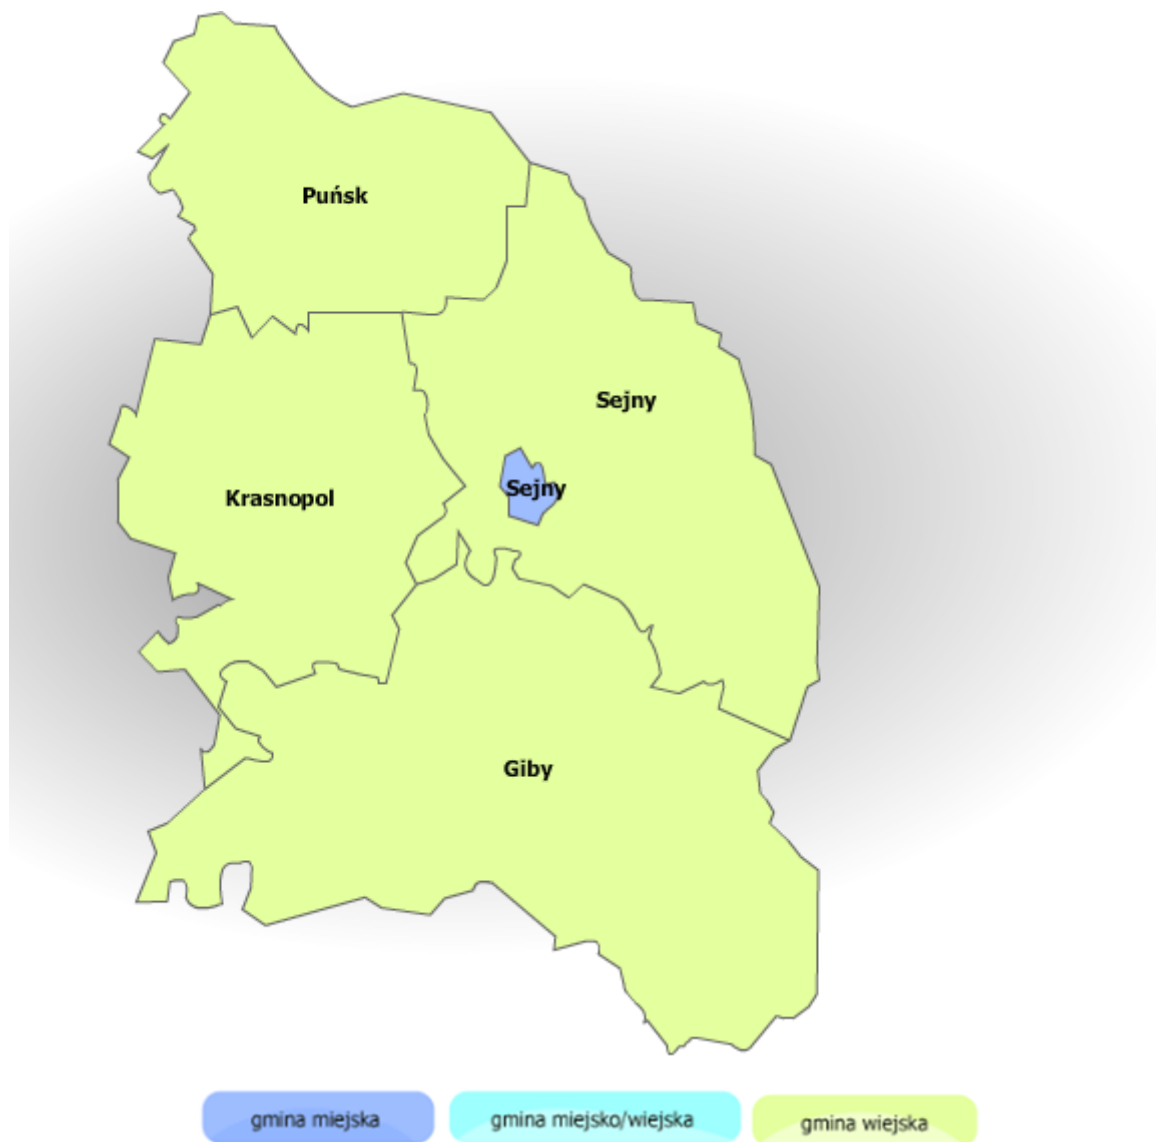 Puńsk
Sejny
Krasnopol
Sejny
Giby
gmina miejska
gmina miejsko/wiejska
gmina wiejska